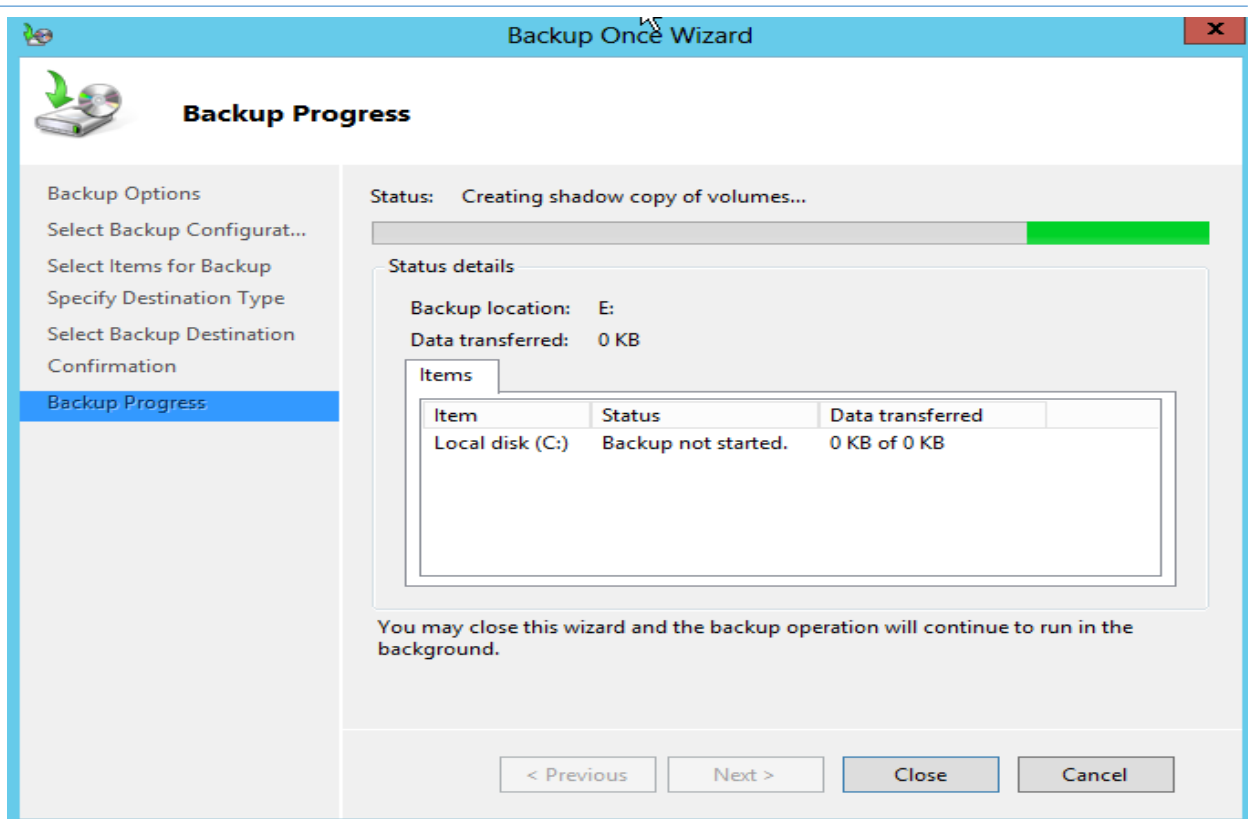 Backup Once Wizard
x
Backup Progress
Backup Options
Select Backup Configurat...
Select Items for Backup
Specify Destination Type
Select Backup Destination
Confirmation
Backup Progress
Status: Creating shadow copy of volumes...
Status details
Backup location: E:
Data transferred: 0 KB
Items
Item Status Data transferred
Local disk (C:) Backup not started. 0 KB of 0 KB
You may close this wizard and the backup operation will continue to run in the
background.
< Previous Next > Close Cancel